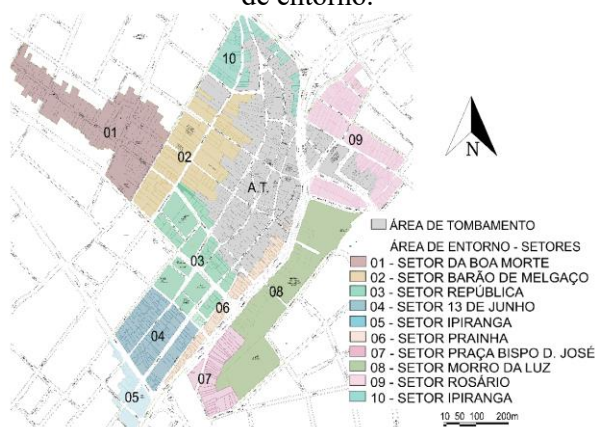 de entorno.
10
01
02
09
A.T.
N
03
08
06
04
07
05
ÁREA DE TOMBAMENTO
ÁREA DE ENTORNO - SETORES
01 - SETOR DA BOA MORTE
02 - SETOR BARÃO DE MELGAÇO
03 - SETOR REPÚBLICA
04 - SETOR 13 DE JUNHO
05 - SETOR IPIRANGA
06 - SETOR PRAINHA
07 - SETOR PRAÇA BISPO D. JOSÉ
08 - SETOR MORRO DA LUZ
09 - SETOR ROSÁRIO
10 - SETOR IPIRANGA
10 50 100 200m